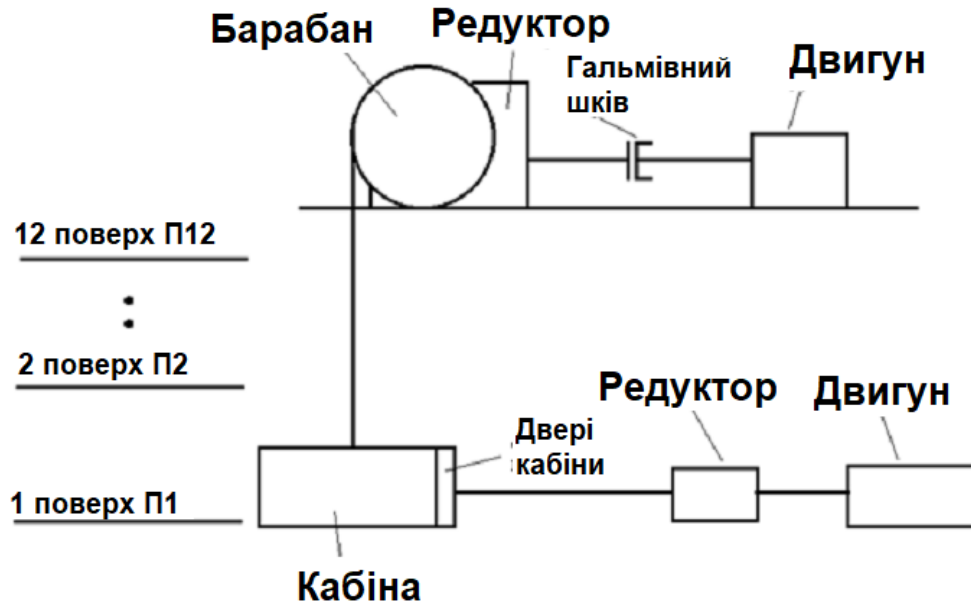 Барабан
Редуктор
Гальмівний
шків
Двигун
12 поверх П12
2 поверх П2
Редуктор
Двигун
Двері
кабіни
1 поверх П1
Кабіна